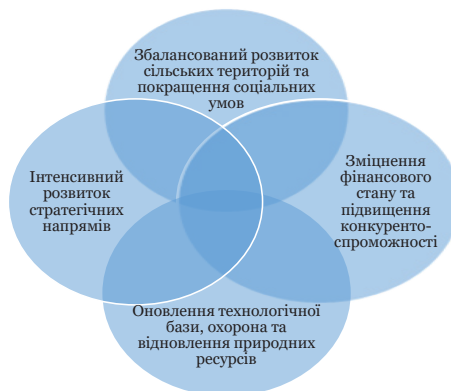 Збалансований розвиток
сільських територій та
покращення соціальних
умов
Інтенсивний
розвиток
стратегічних
напрямів
Зміцнення
фінансового
стану та
підвищення
конкуренто-
спроможності
Оновлення технологічної
бази, охорона та
відновлення природних
ресурсів